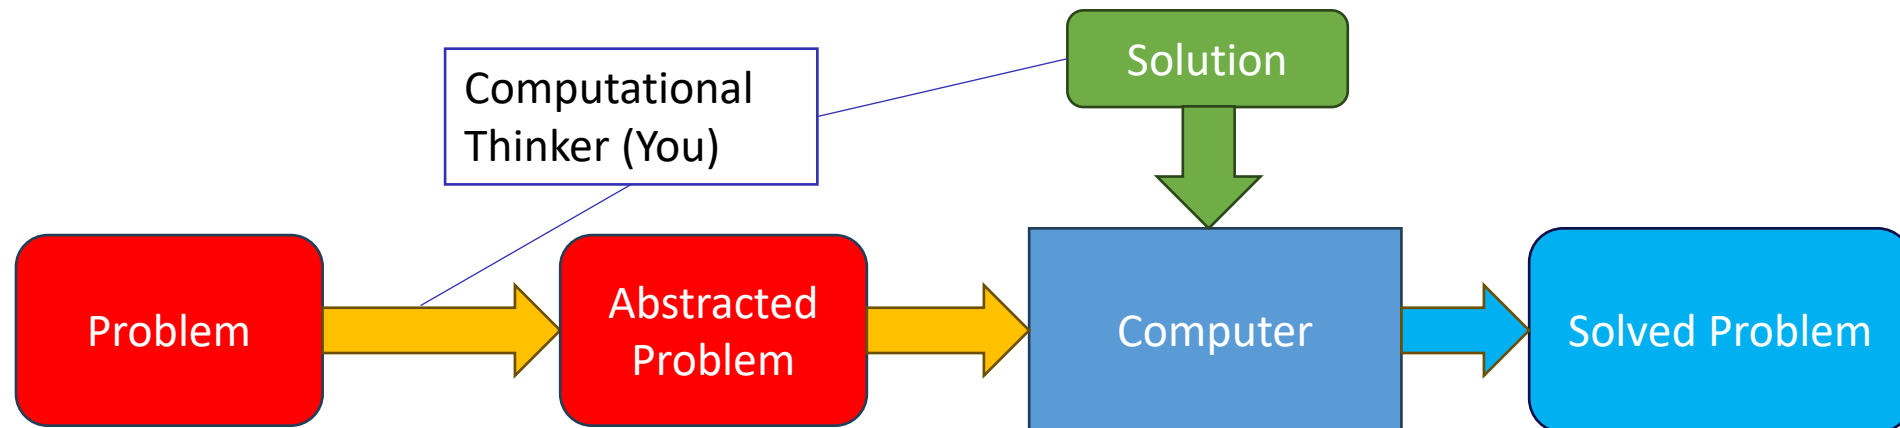 Solution
Computational
Thinker (You)
Problem
Abstracted
Problem
Computer
Solved Problem